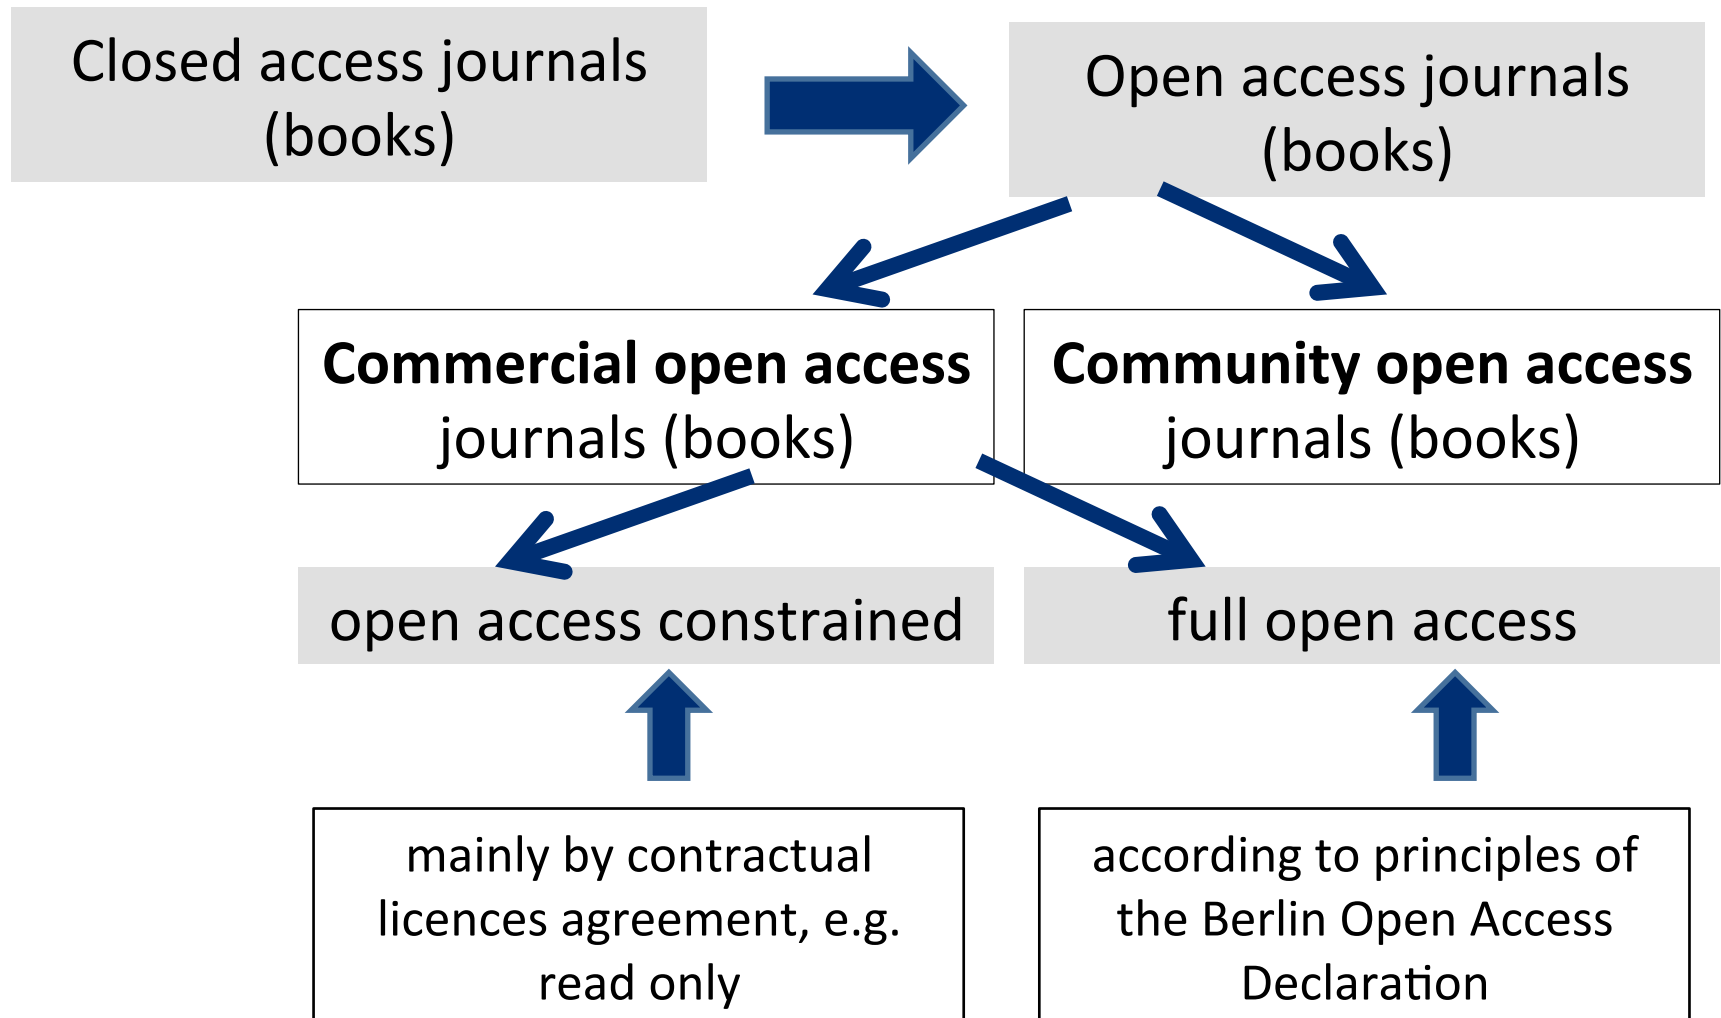 Closed access journals
(books)
Open access journals
(books)
Commercial open access
journals (books)
Community open access
journals (books)
open access constrained
full open access
mainly by contractual
licences agreement, e.g.
read only
according to principles of
the Berlin Open Access
Declaration